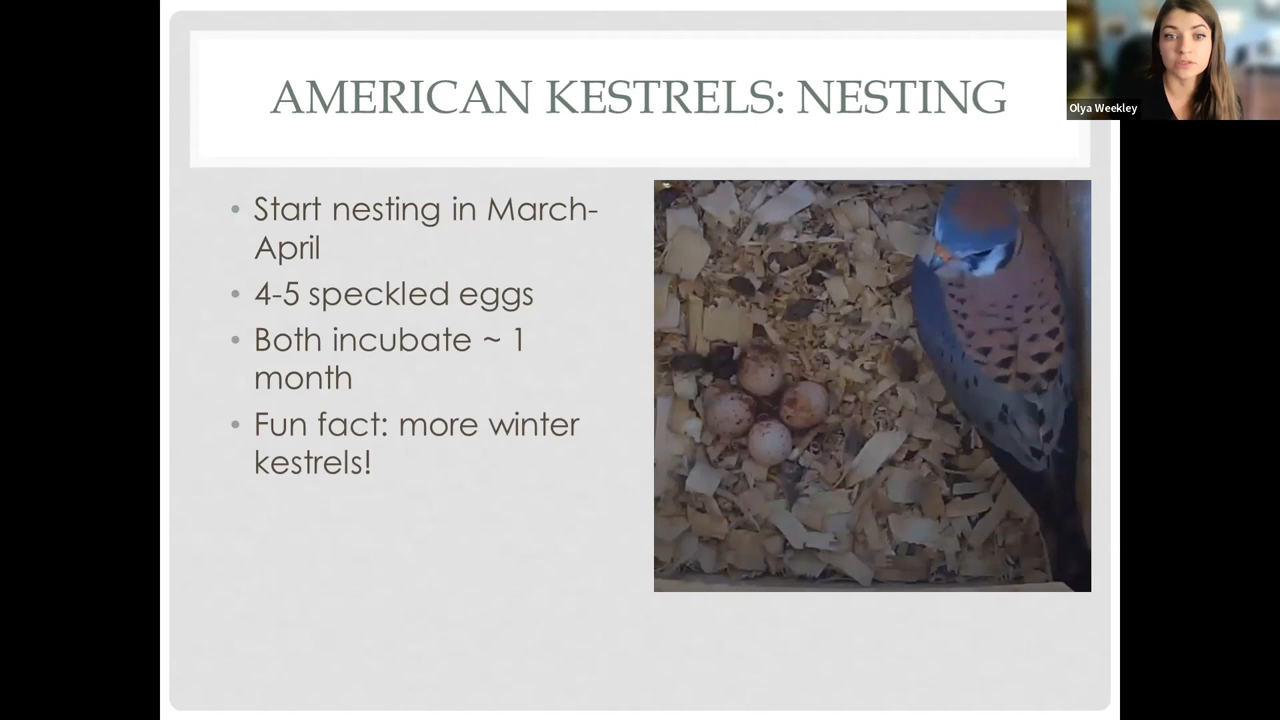 AMERICAN KESTRELS: NESTING
Olya Weekley
• Start nesting in March-
April
• 4-5 speckled eggs
• Both incubate ~ 1
month
• Fun fact: more winter
kestrels!